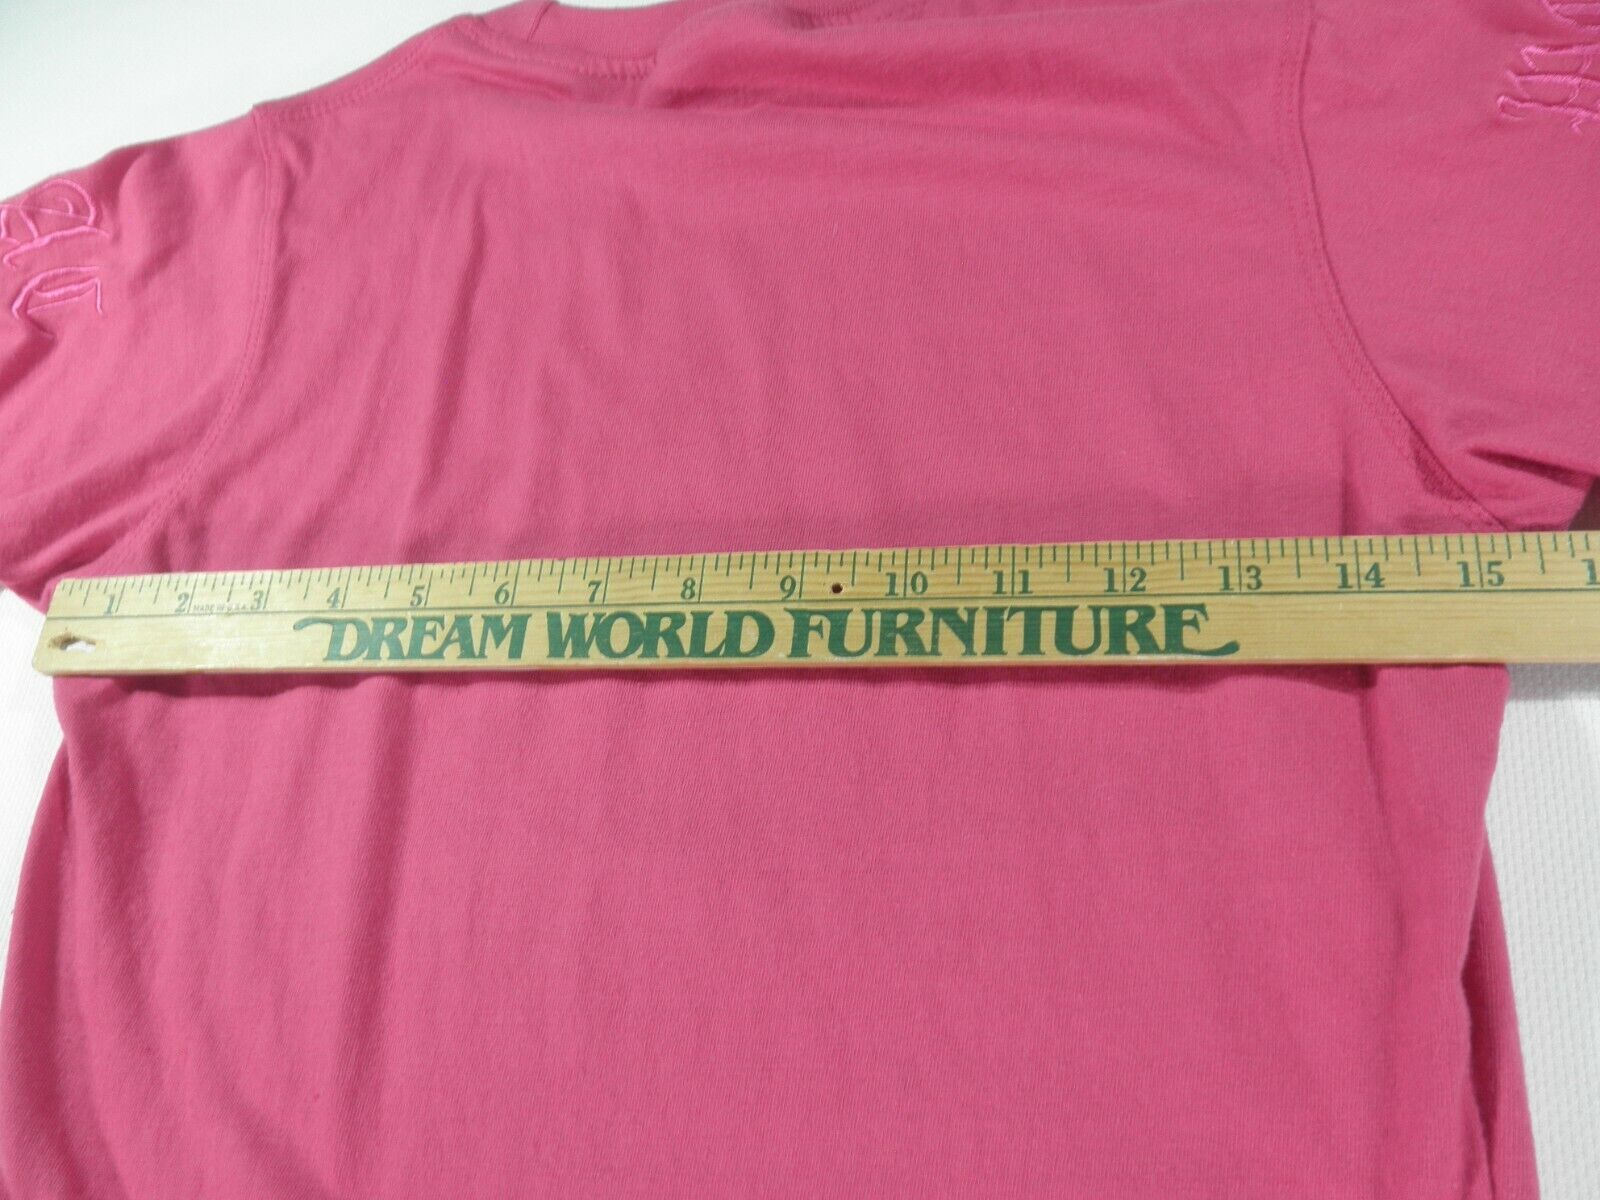 1 2 3 4 5 6 7 8 9 10 11 12 13 14 15 1
MADE IN U.S.A.
DREAM WORLD FURNITURE